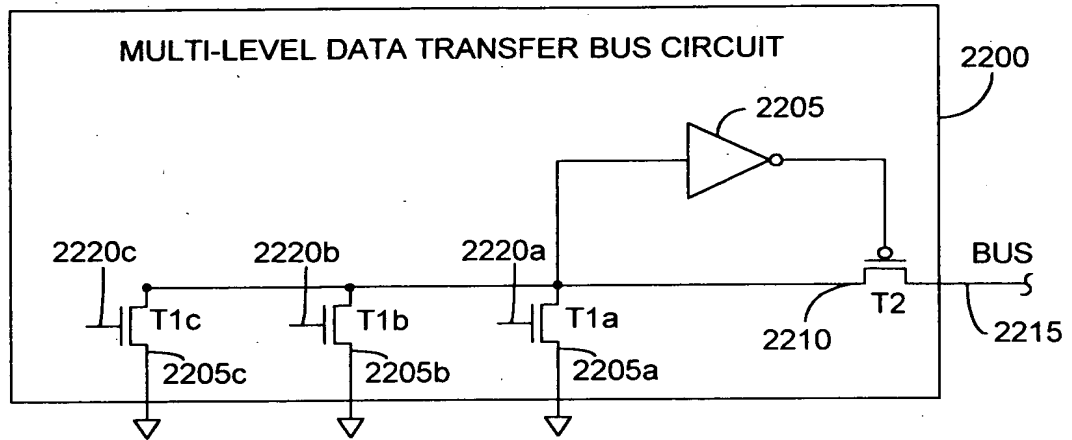 MULTI-LEVEL DATA TRANSFER BUS CIRCUIT
2200
2205
2220c
2220b
2220a
BUS
T1c
T1b
T1a
T2
2210
2215
2205c
2205b
2205a